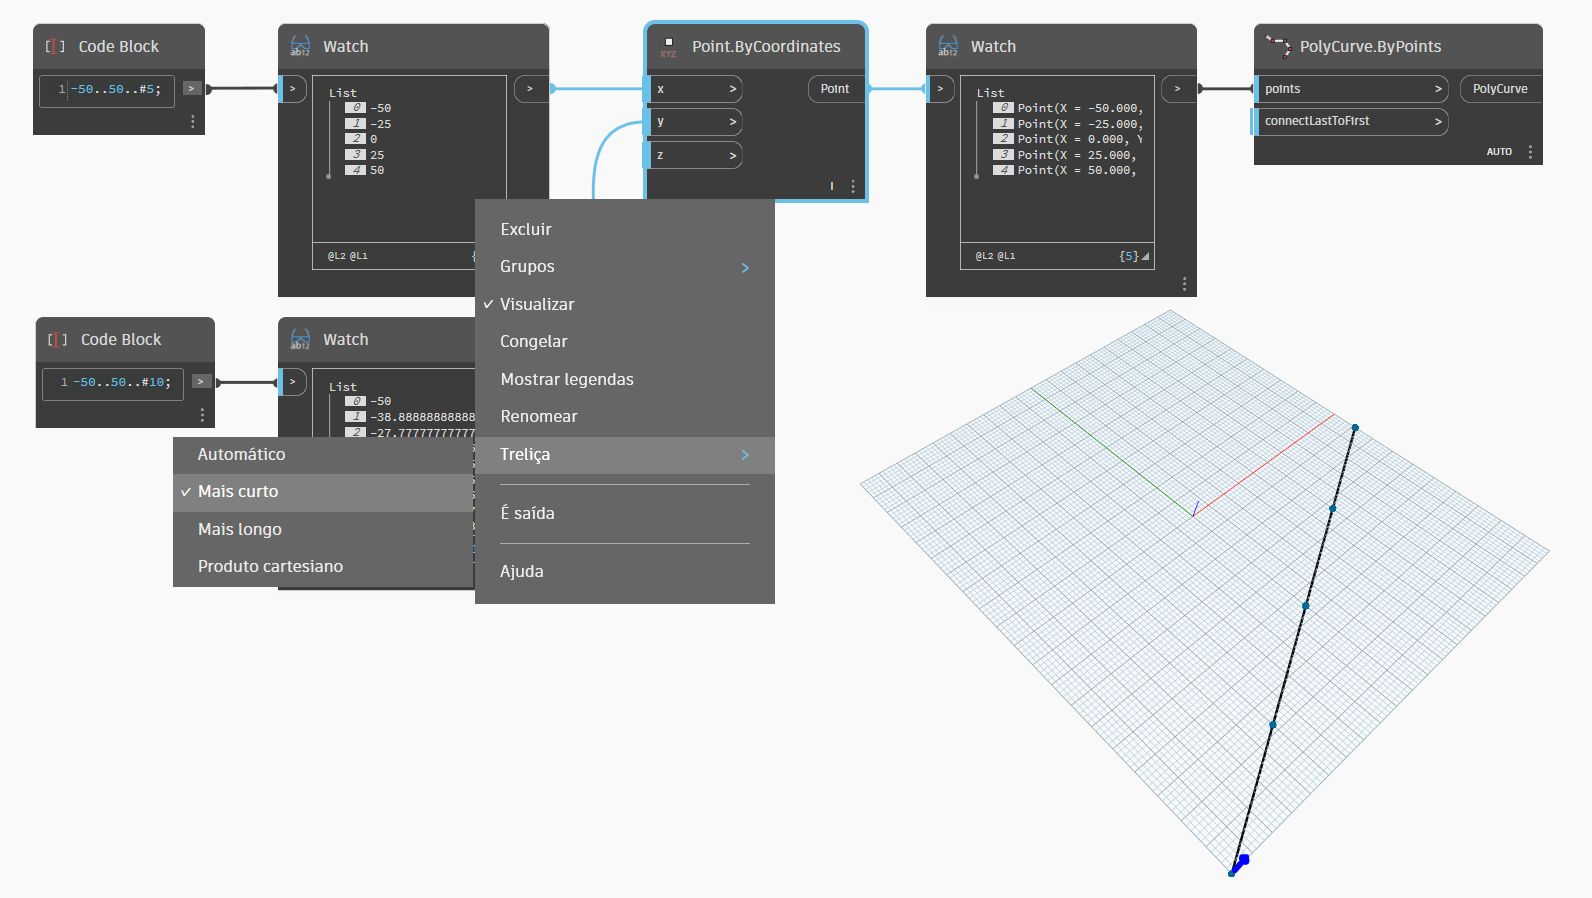 Code Block
1 -50..50..#5;
>
Watch
>
List
0 -50
1 -25
2 0
3 25
4 50
@L2 @L1
{
>
Point.ByCoordinates
XYZ
x >
y >
z >
Point
Watch
ab12
>
List
0 Point(X = -50.000,
1 Point(X = -25.000,
2 Point(X = 0.000, Y
3 Point(X = 25.000,
4 Point(X = 50.000,
@L2 @L1
{5}
>
PolyCurve.ByPoints
points >
PolyCurve
connectLastToFirst >
AUTO
Code Block
1 -50..50..#10;
>
Watch
ab12
>
List
0 -50
1 -38.88888888888
2 -27.77777777777
Excluir
Grupos >
✓ Visualizar
Congelar
Mostrar legendas
Renomear
Treliça >
É saída
Ajuda
Automático
✓ Mais curto
Mais longo
Produto cartesiano